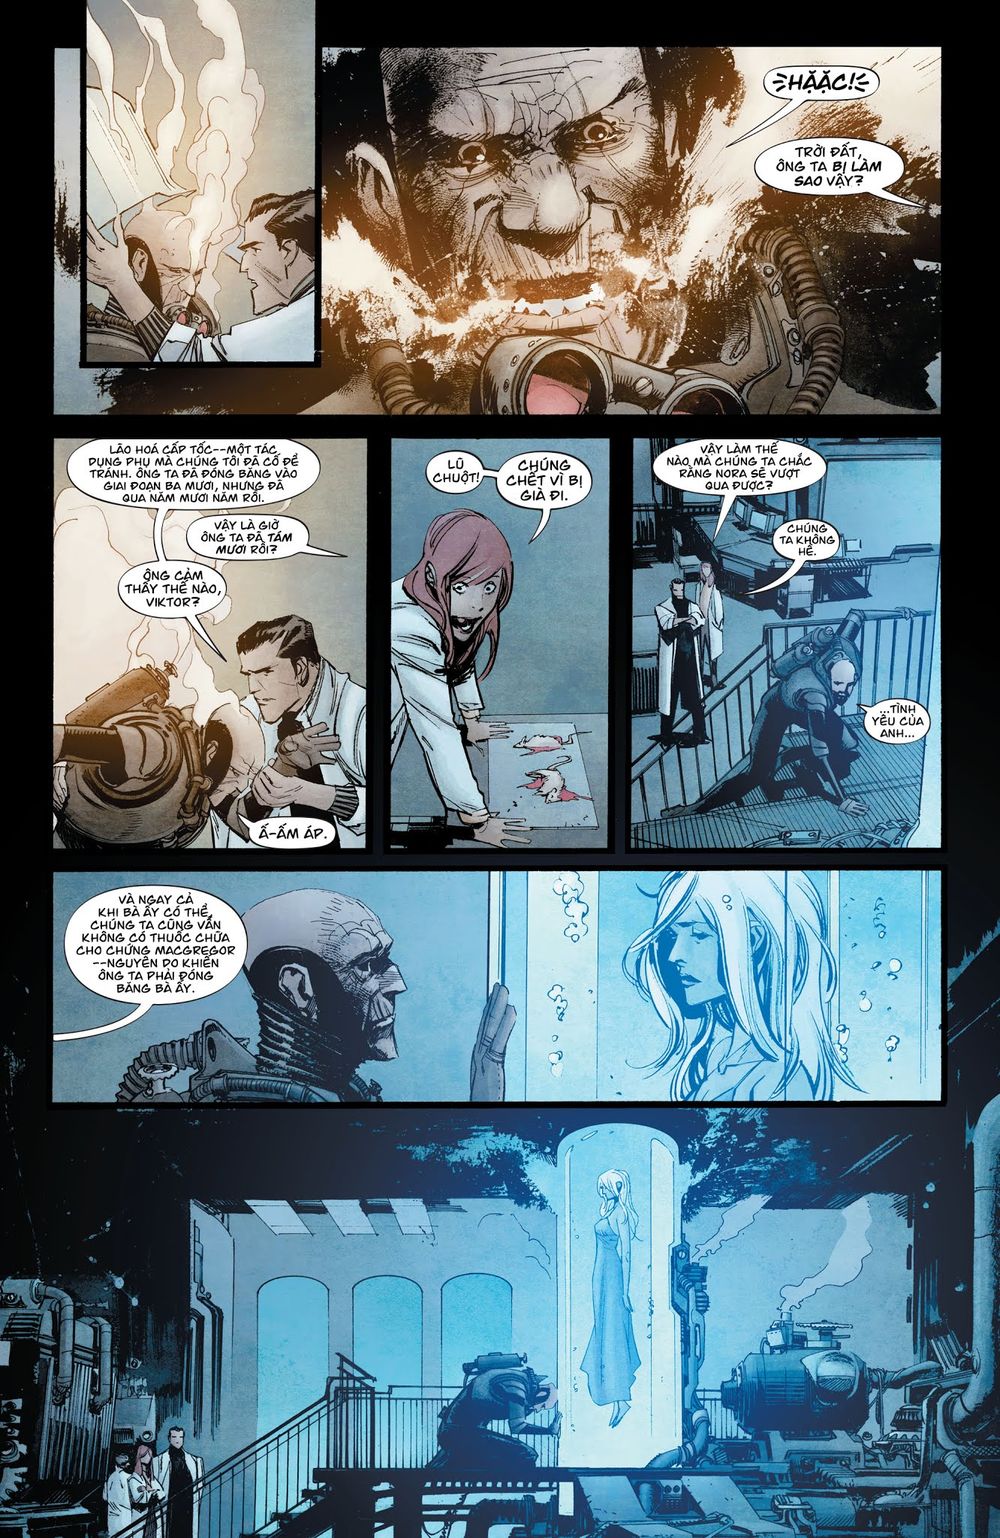 HẶẶC!
TRỜI ĐẤT,
ÔNG TA BỊ LÀM
SAO VẬY?
LÃO HOÁ CẤP TỐC--MỘT TÁC
DỤNG PHỤ MÀ CHÚNG TÔI ĐÃ CỐ ĐỀ
TRÁNH. ÔNG TA ĐÃ ĐÓNG BĂNG VÀO
GIAI ĐOẠN BA MƯƠI, NHƯNG ĐÃ
QUA NĂM MƯƠI NĂM RỒI.
VẬY LÀ GIỜ
ÔNG TA ĐÃ TÁM
MƯƠI RỒI?
ÔNG CẢM
THẤY THẾ NÀO,
VIKTOR?
Ấ-ẤM ÁP.
LŨ
CHUỘT!
CHÚNG
CHẾT VÌ BỊ
GIÀ ĐI.
VẬY LÀM THẾ
NÀO MÀ CHÚNG TA CHẮC
RẰNG NORA SẼ VƯỢT
QUA ĐƯỢC?
CHÚNG
TA KHÔNG
HỀ.
...TÌNH
YÊU CỦA
ANH...
VÀ NGAY CẢ
KHI BÀ ẤY CÓ THỂ,
CHÚNG TA CŨNG VẪN
KHÔNG CÓ THUỐC CHỮA
CHO CHỨNG MACGREGOR
--NGUYÊN DO KHIẾN
ÔNG TA PHẢI ĐÓNG
BĂNG BÀ ẤY.